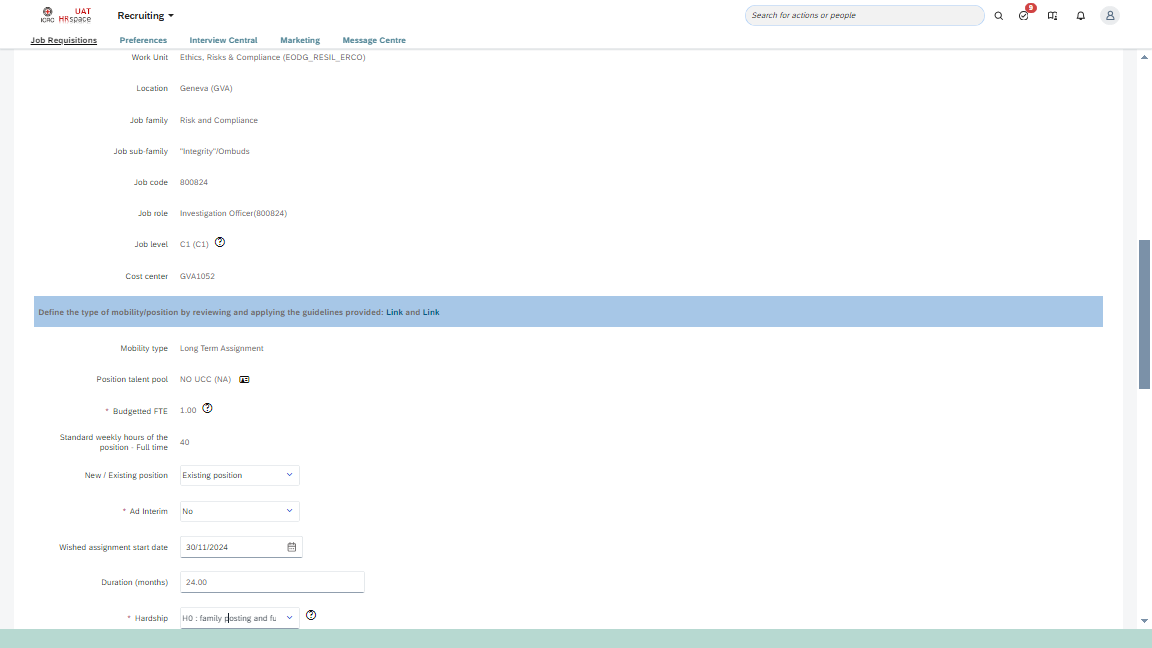 ICRC
UAT
HRspace
Recruiting
Search for actions or people
9
Job Requisitions
Preferences
Interview Central
Marketing
Message Centre
Work Unit
Ethics, Risks & Compliance (EODG_RESIL_ERCO)
Location
Geneva (GVA)
Job family
Risk and Compliance
Job sub-family
"Integrity"/Ombuds
Job code
800824
Job role
Investigation Officer(800824)
Job level
C1 (C1)
Cost center
GVA1052
Define the type of mobility/position by reviewing and applying the guidelines provided: Link and Link
Mobility type
Long Term Assignment
Position talent pool
NO UCC (NA)
* Budgetted FTE
1.00
Standard weekly hours of the
position - Full time
40
New / Existing position
Existing position
* Ad Interim
No
Wished assignment start date
30/11/2024
Duration (months)
24.00
* Hardship
H0 : family posting and fu